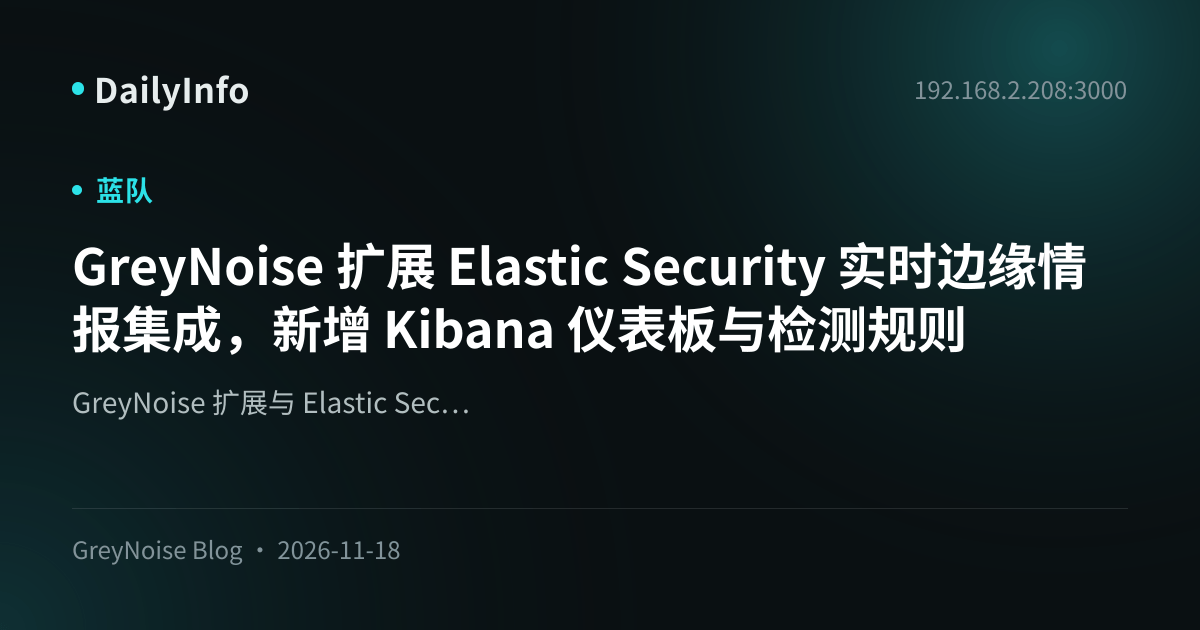 DailyInfo
192.168.2.208:3000
蓝队
GreyNoise 扩展 Elastic Security 实时边缘情
报集成，新增 Kibana 仪表板与检测规则
GreyNoise 扩展与 Elastic Sec…
GreyNoise Blog · 2026-11-18